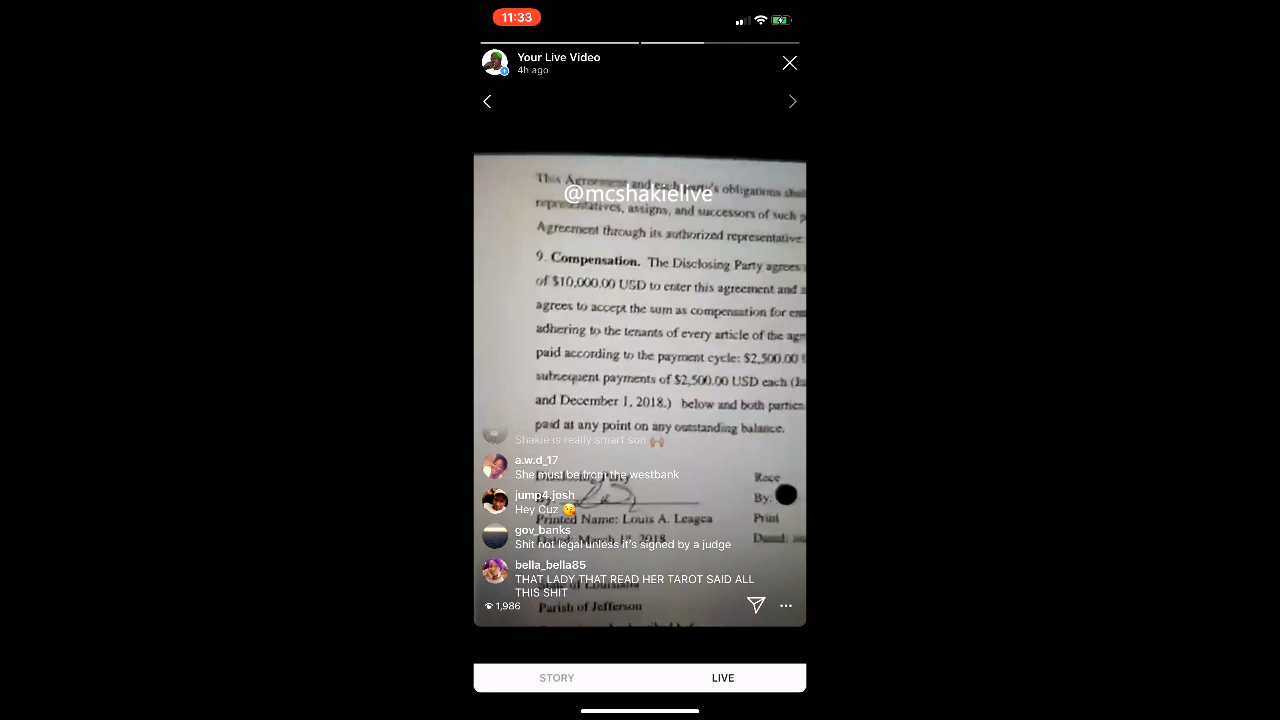 11:33
Your Live Video
4h ago
This Agreement and each Party's obligations
@mcshakielive
representatives, assigns, and successors of such
Agreement through its authorized representative
9. Compensation. The Disclosing Party agrees
of $10,000.00 USD to enter this agreement and
agrees to accept the sum as compensation for
adhering to the tenants of every article of the
paid according to the payment cycle: $2,500.00
subsequent payments of $2,500.00 USD each
and December 1, 2018.) below and both parties
paid at any point on any outstanding balance.
Shakie is really smart son 🙌🏽
a.w.d_17
She must be from the westbank
jump4.josh
Hey Cuz 😘
gov_banks
Shit not legal unless it's signed by a judge
bella_bella85
THAT LADY THAT READ HER TAROT SAID ALL
THIS SHIT
By:
Print
Printed Name: Louis A. Leagea
Dated: March 1st, 2018
State of Louisiana
Parish of Jefferson
1,986
STORY
LIVE